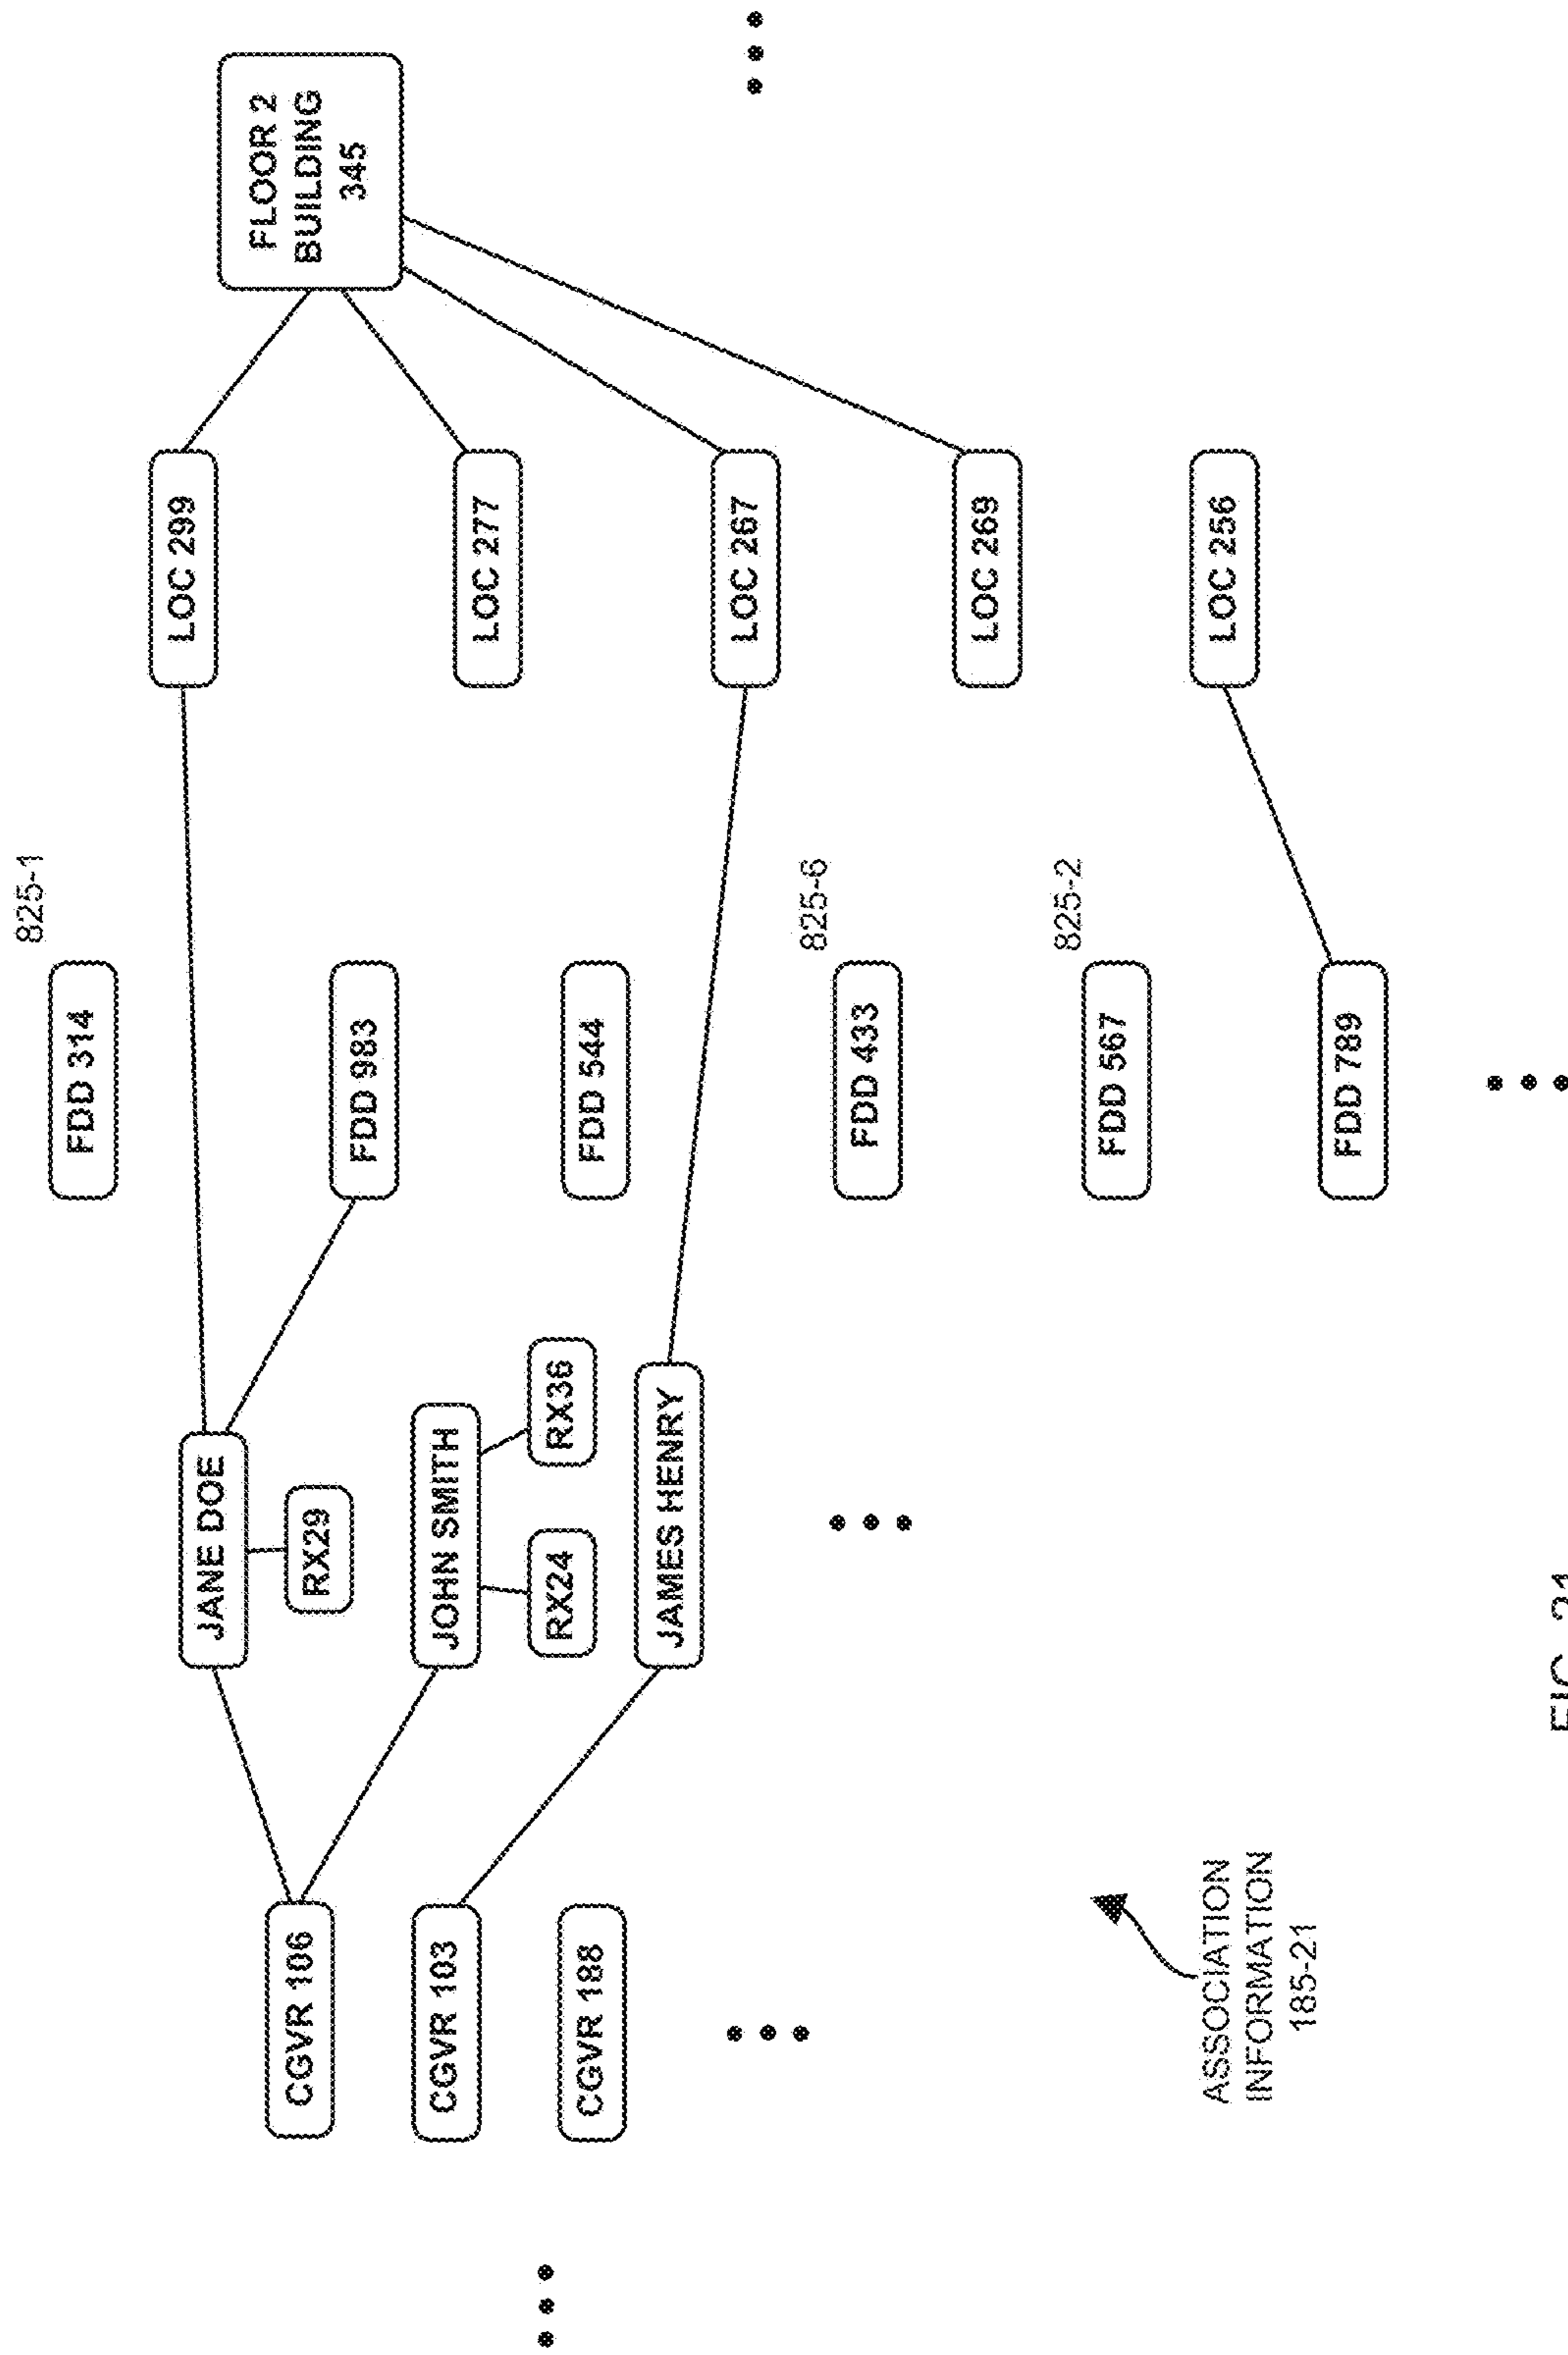 CGVR 106
CGVR 103
CGVR 188
ASSOCIATION
INFORMATION
185-21
JANE DOE
RX29
JOHN SMITH
RX24
RX36
JAMES HENRY
825-1
FDD 314
FDD 983
FDD 544
825-6
FDD 433
825-2
FDD 567
FDD 789
LOC 299
LOC 277
LOC 267
LOC 269
LOC 256
FLOOR 2
BUILDING
345
FIG. 21